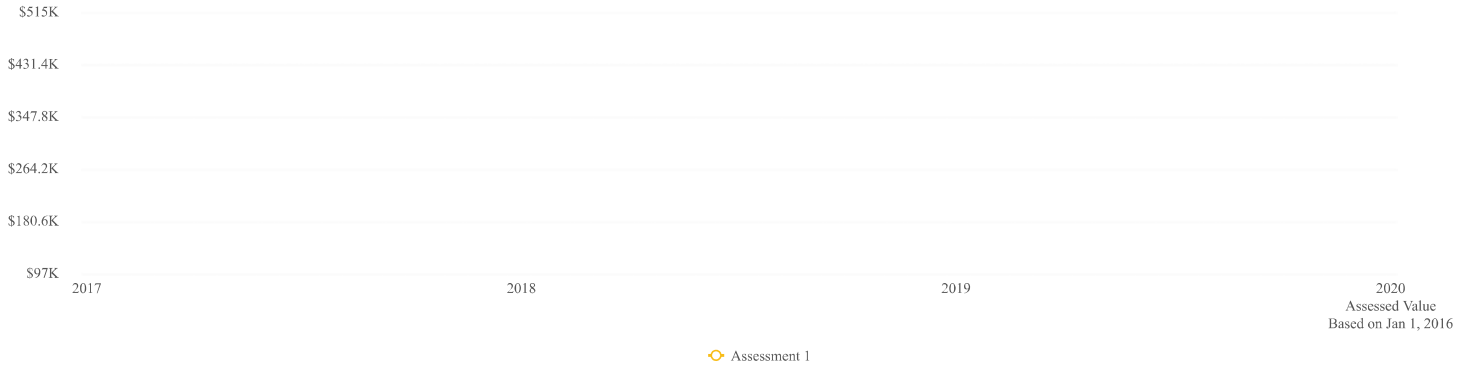 $515K
$431.4K
$347.8K
$264.2K
$180.6K
$97K
2017 2018 2019 2020
Assessed Value
Based on Jan 1, 2016
Assessment 1